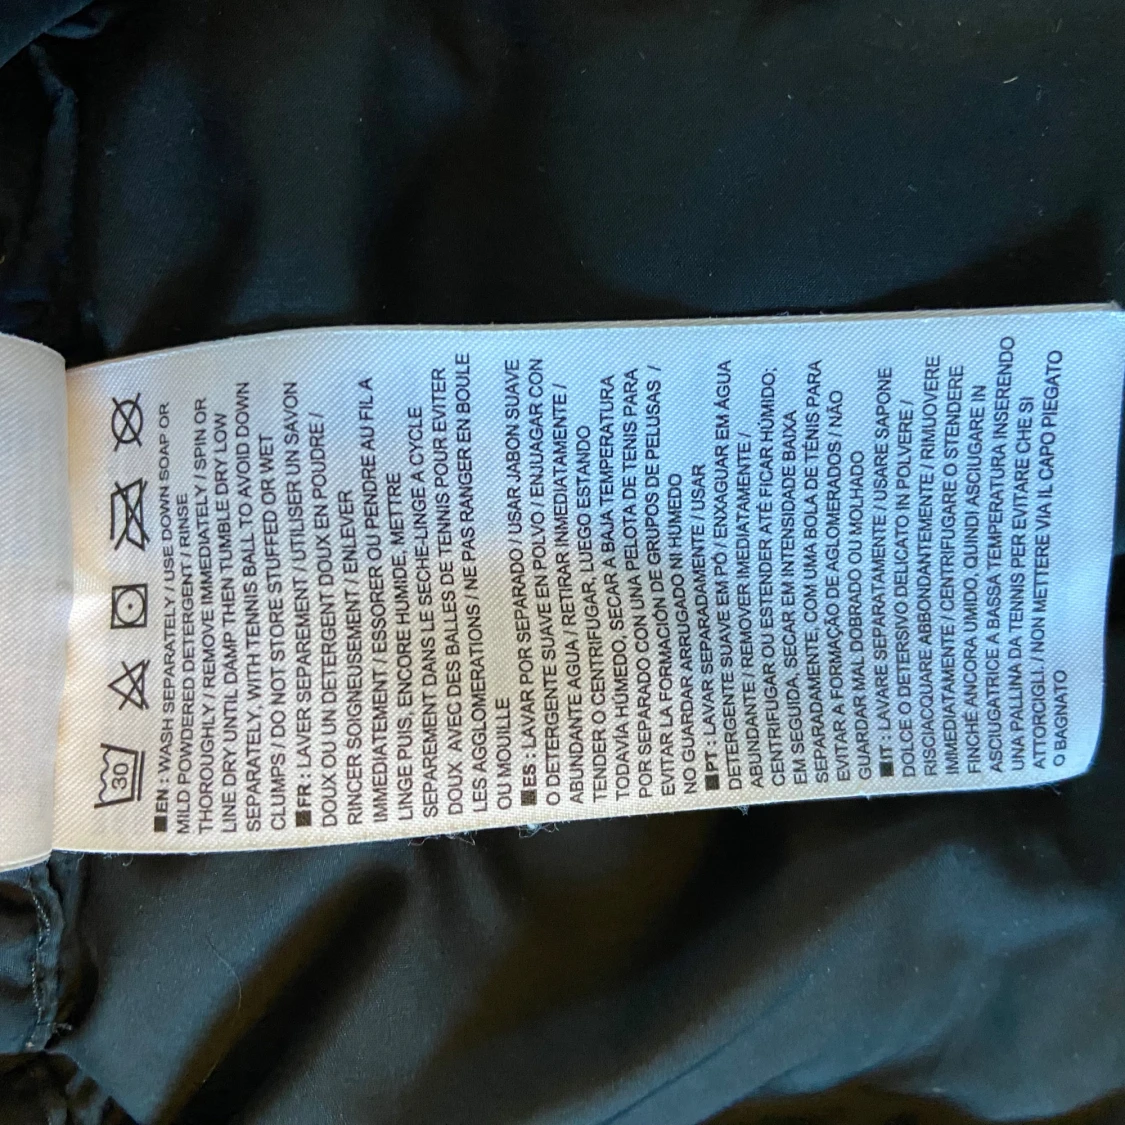 30
EN : WASH SEPARATELY / USE DOWN SOAP OR
MILD POWDERED DETERGENT / RINSE
THOROUGHLY / REMOVE IMMEDIATELY / SPIN OR
LINE DRY UNTIL DAMP THEN TUMBLE DRY LOW
SEPARATELY, WITH TENNIS BALL TO AVOID DOWN
CLUMPS / DO NOT STORE STUFFED OR WET
FR : LAVER SEPAREMENT / UTILISER UN SAVON
DOUX OU UN DETERGENT DOUX EN POUDRE /
RINCER SOIGNEUSEMENT / ENLEVER
IMMEDIATEMENT / ESSORER OU PENDRE AU FIL A
LINGE PUIS, ENCORE HUMIDE, METTRE
SEPAREMENT DANS LE SECHE-LINGE A CYCLE
DOUX AVEC DES BALLES DE TENNIS POUR EVITER
LES AGGLOMERATIONS / NE PAS RANGER EN BOULE
OU MOUILLE
ES : LAVAR POR SEPARADO / USAR JABON SUAVE
O DETERGENTE SUAVE EN POLVO / ENJUAGAR CON
ABUNDANTE AGUA / RETIRAR INMEDIATAMENTE /
TENDER O CENTRIFUGAR, LUEGO ESTANDO
TODAVÍA HÚMEDO, SECAR A BAJA TEMPERATURA
POR SEPARADO CON UNA PELOTA DE TENIS PARA
EVITAR LA FORMACIÓN DE GRUPOS DE PELUSAS /
NO GUARDAR ARRUGADO NI HUMEDO
PT : LAVAR SEPARADAMENTE / USAR
DETERGENTE SUAVE EM PÓ / ENXAGUAR EM ÁGUA
ABUNDANTE / REMOVER IMEDIATAMENTE /
CENTRIFUGAR OU ESTENDER ATÉ FICAR HÚMIDO;
EM SEGUIDA, SECAR EM INTENSIDADE BAIXA
SEPARADAMENTE, COM UMA BOLA DE TÉNIS PARA
EVITAR A FORMAÇÃO DE AGLOMERADOS / NÃO
GUARDAR MAL DOBRADO OU MOLHADO
IT : LAVARE SEPARATAMENTE / USARE SAPONE
DOLCE O DETERSIVO DELICATO IN POLVERE /
RISCIACQUARE ABBONDANTEMENTE / RIMUOVERE
IMMEDIATAMENTE / CENTRIFUGARE O STENDERE
FINCHÉ ANCORA UMIDO, QUINDI ASCIUGARE IN
ASCIUGATRICE A BASSA TEMPERATURA INSERENDO
UNA PALLINA DA TENNIS PER EVITARE CHE SI
ATTORCIGLI / NON METTERE VIA IL CAPO PIEGATO
O BAGNATO